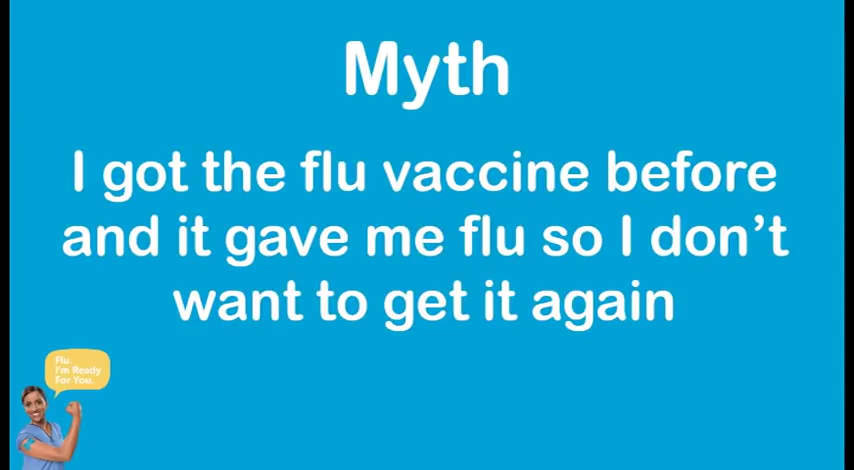 Myth
I got the flu vaccine before
and it gave me flu so I don’t
want to get it again
Flu.
I'm Ready
For You.